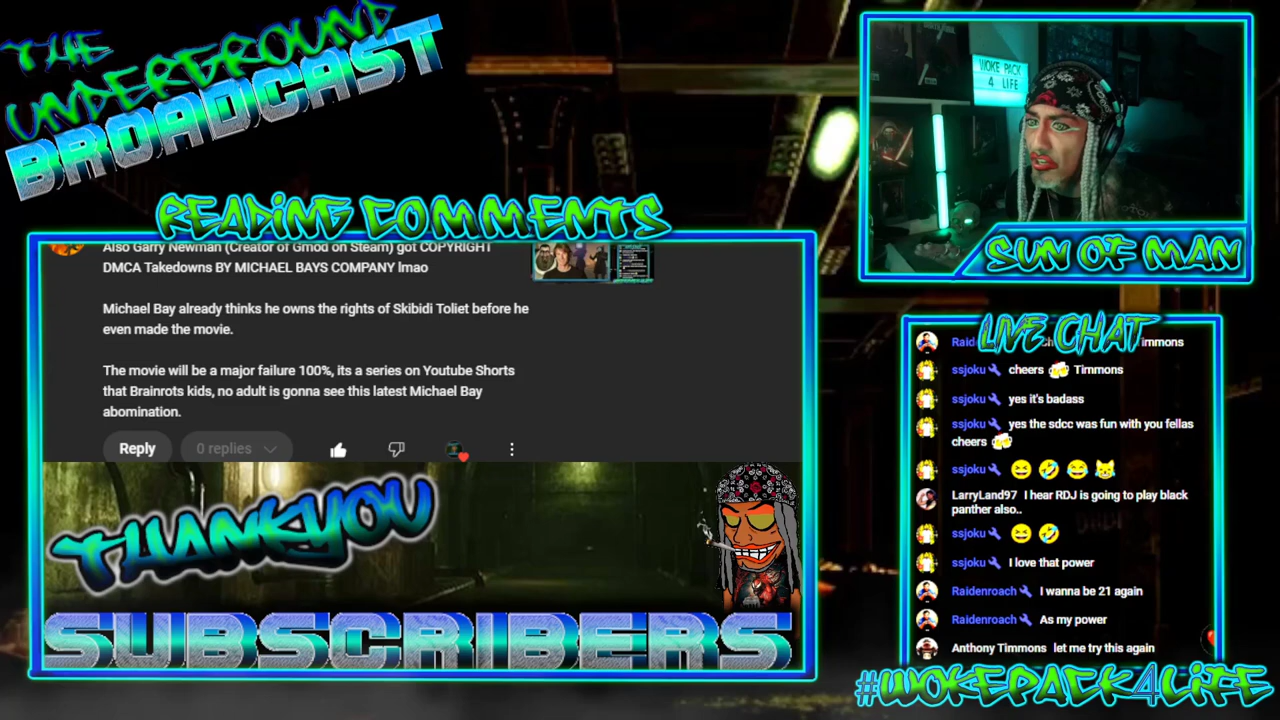 THE
UNDERGROUND
BROADCAST
READING COMMENTS
Also Garry Newman (Creator of Gmod on Steam) got COPYRIGHT
DMCA Takedowns BY MICHAEL BAYS COMPANY lmao
Michael Bay already thinks he owns the rights of Skibidi Toliet before he
even made the movie.
The movie will be a major failure 100%, its a series on Youtube Shorts
that Brainrots kids, no adult is gonna see this latest Michael Bay
abomination.
Reply 0 replies
THANKYOU
SUBSCRIBERS
WOKE PACK
4 LIFE
SUN OF MAN
LIVE CHAT
ssjoku cheers 🍻 Timmons
ssjoku yes it's badass
ssjoku yes the sdcc was fun with you fellas
cheers 🍻
ssjoku 😆 🤣 😂 😹
LarryLand97 I hear RDJ is going to play black
panther also..
ssjoku 😆 🤣
ssjoku I love that power
Raidenroach I wanna be 21 again
Raidenroach As my power
Anthony Timmons let me try this again
#WOKEPACK4LIFE